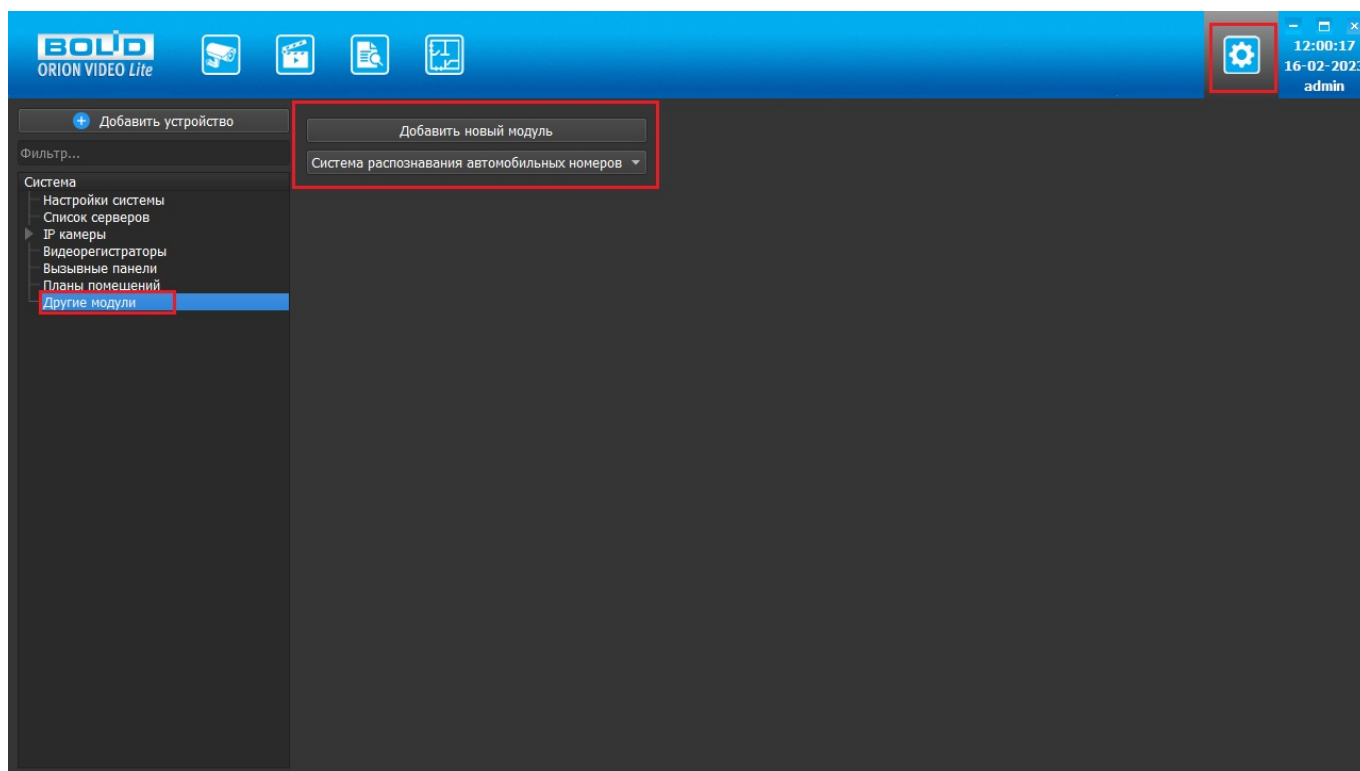 BOLID
ORION VIDEO Lite
12:00:17
16-02-2023
admin
Добавить устройство
Фильтр...
Система
Настройки системы
Список серверов
IP камеры
Видеорегистраторы
Вызывные панели
Планы помещений
Другие модули
Добавить новый модуль
Система распознавания автомобильных номеров